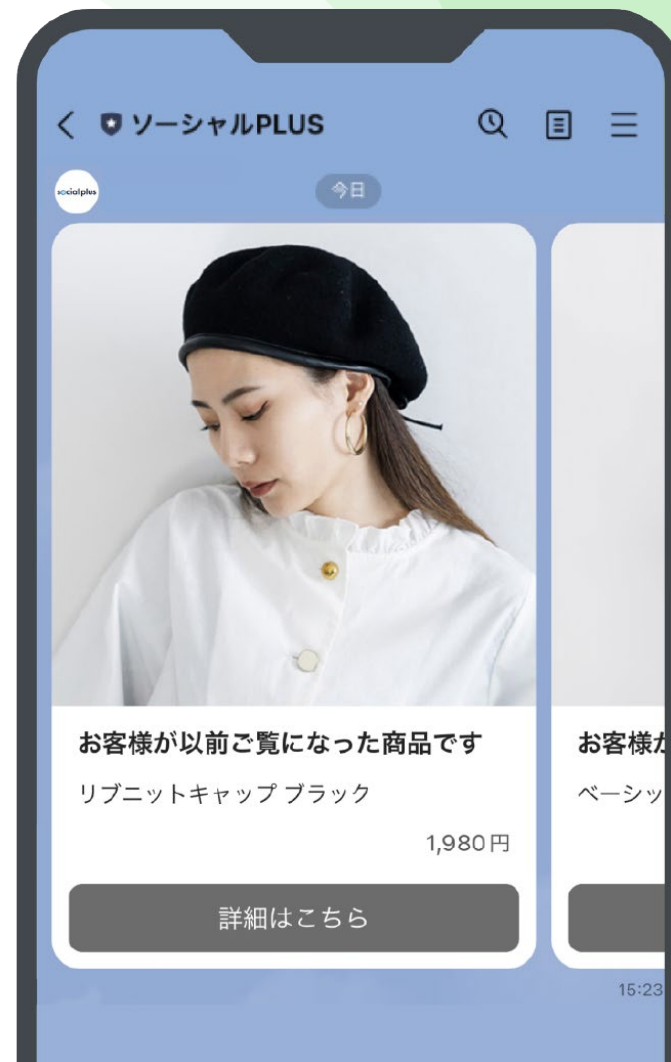 ソーシャルPLUS
socialplus
今日
お客様が以前ご覧になった商品です
リブニットキャップ ブラック
1,980円
詳細はこちら
お客様が
ベーシッ
15:23